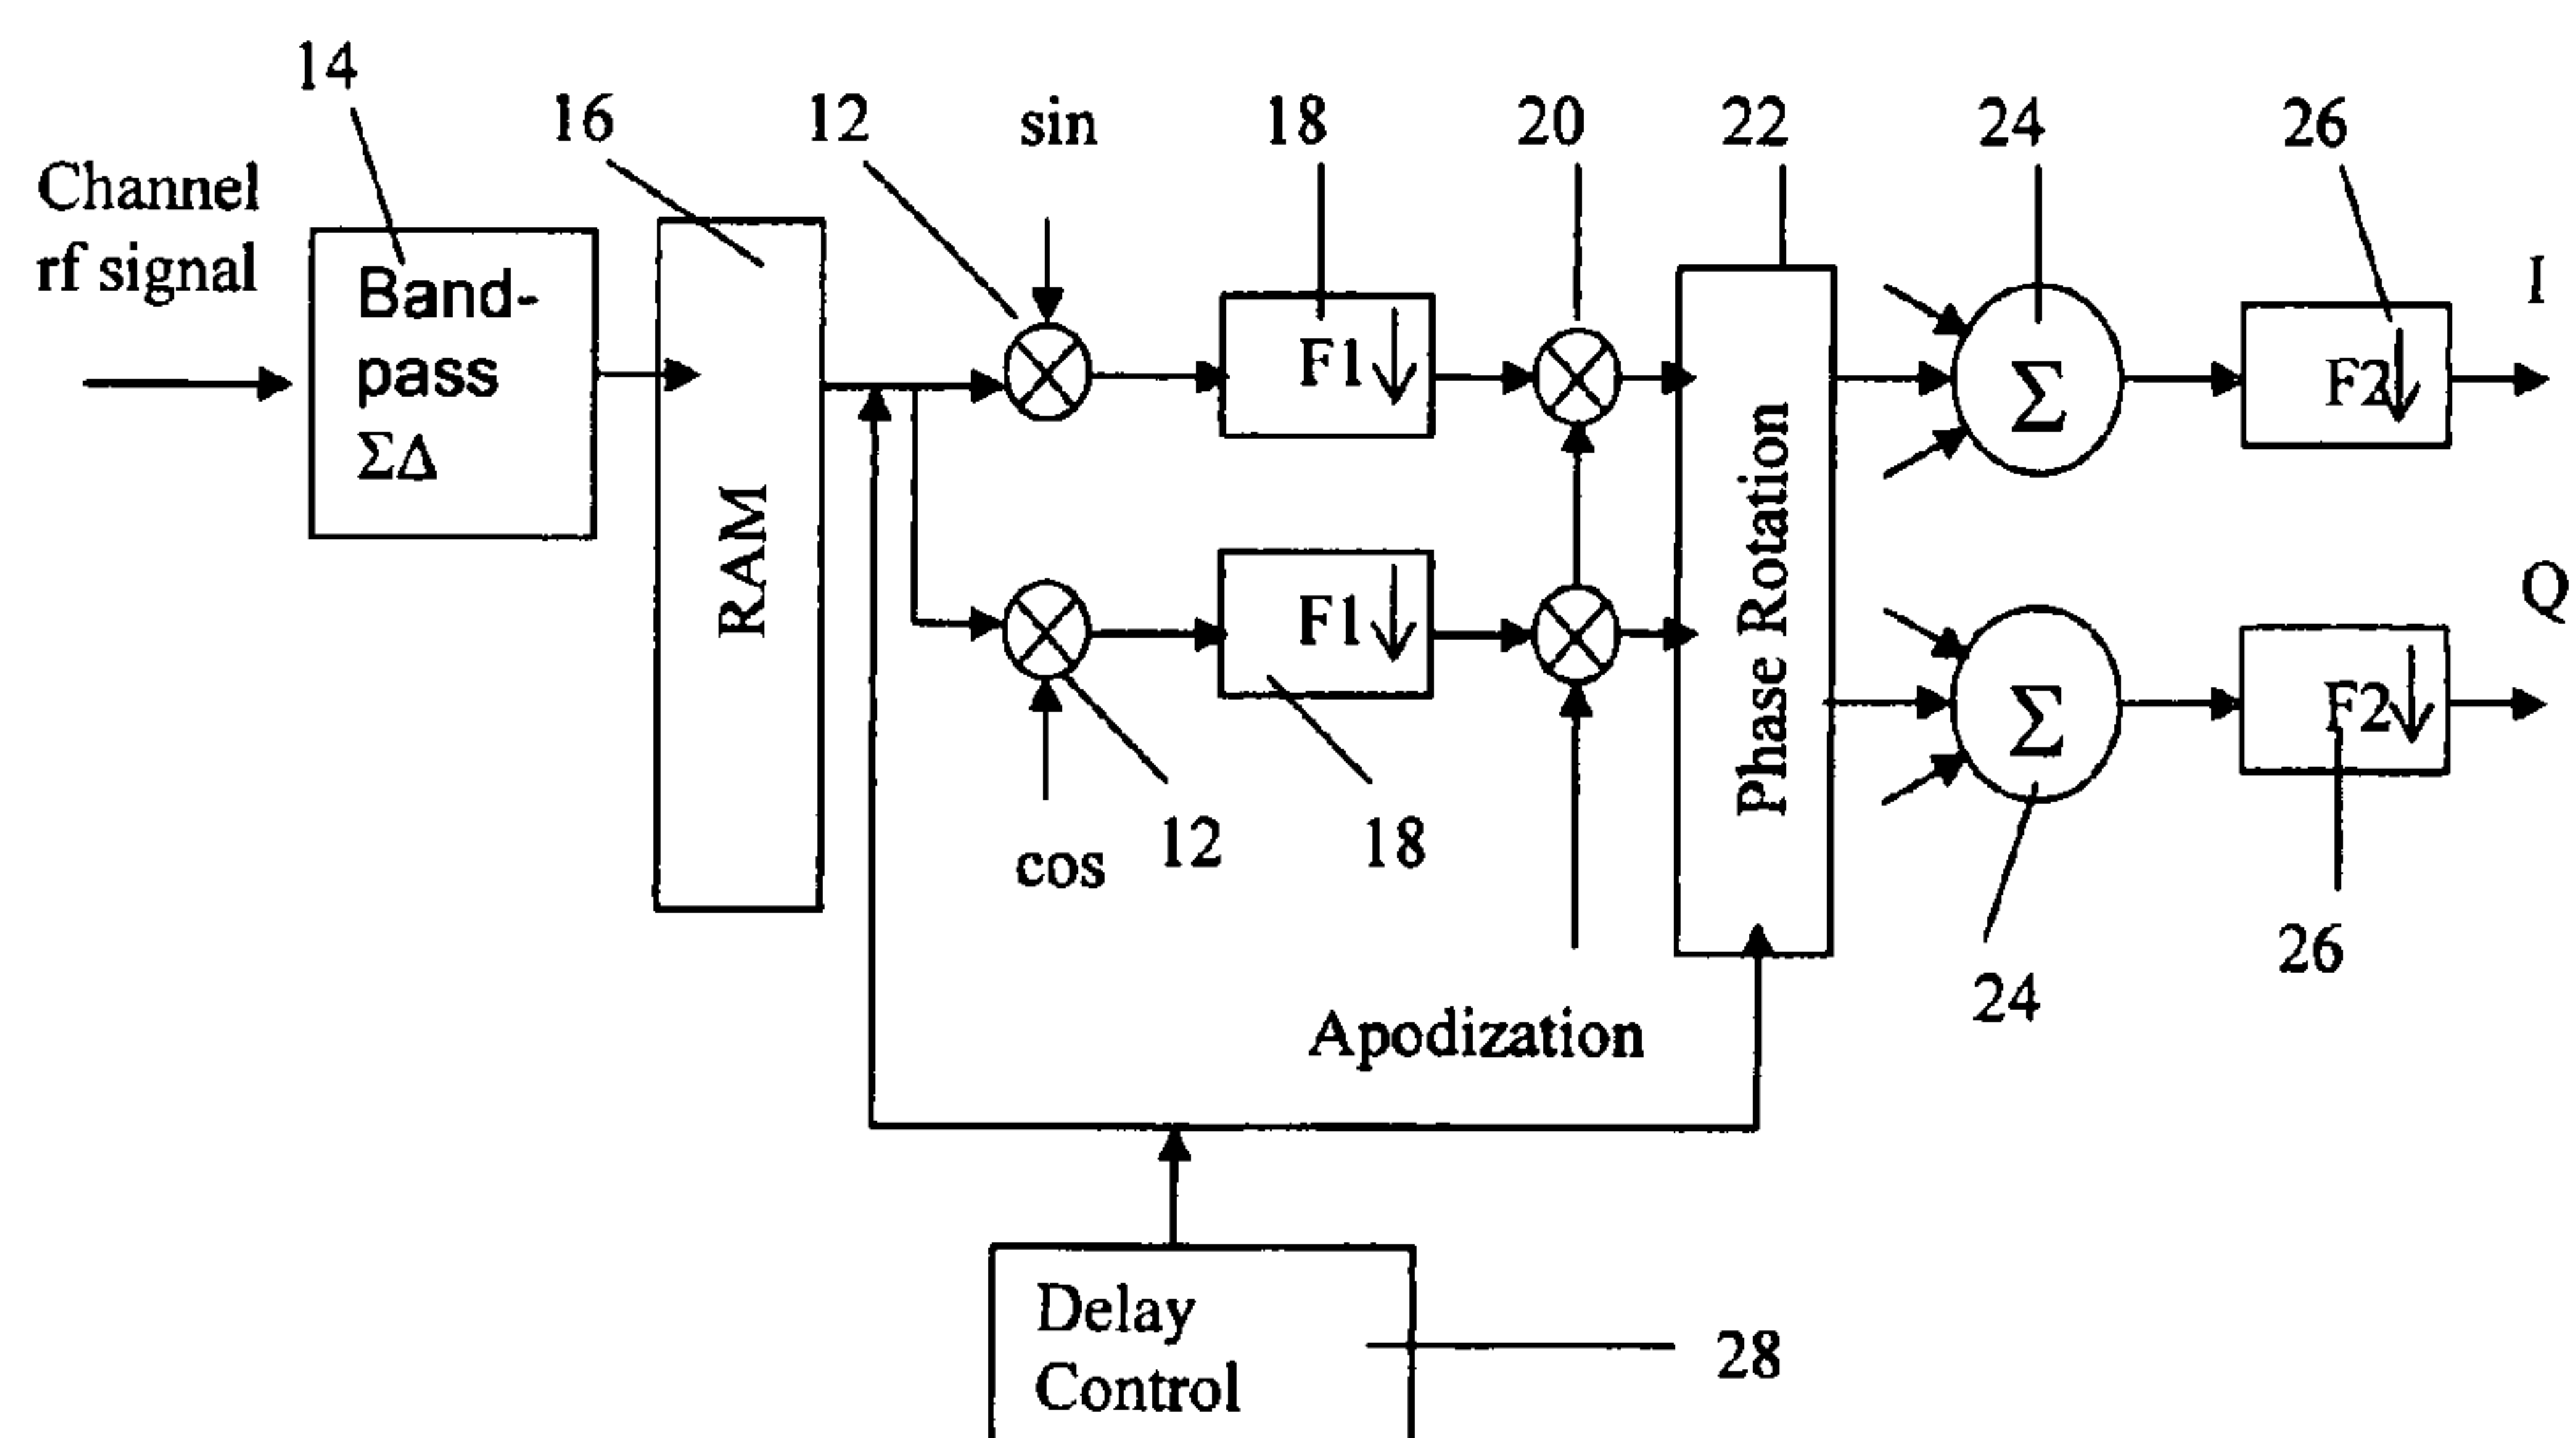 14
16
12
sin
18
20
22
24
26
Channel
rf signal
I
Band-
pass
ΣΔ
F1
Σ
F2
RAM
Phase Rotation
Q
F1
Σ
F2
cos
12
18
24
26
Apodization
Delay
Control
28